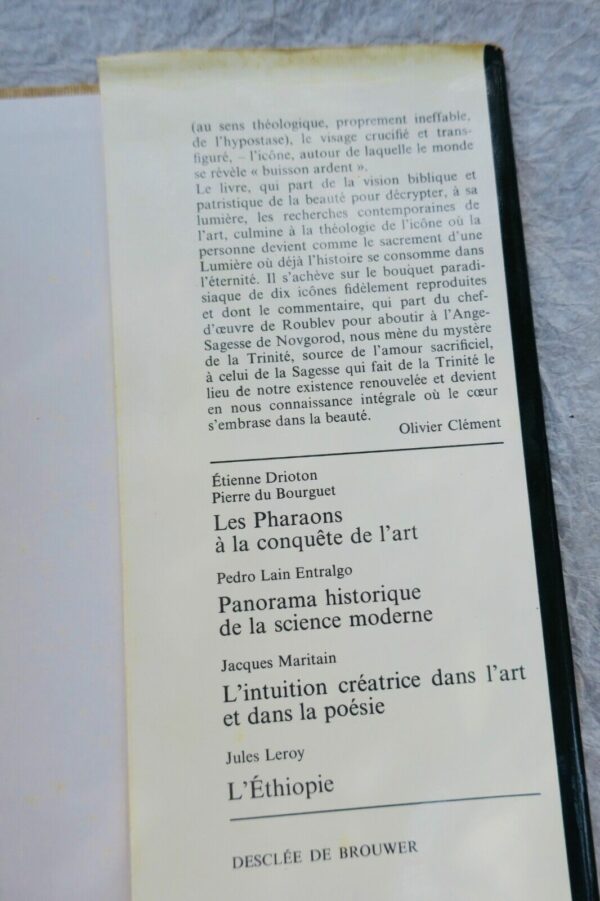 (au sens théologique, proprement ineffable,
de l'hypostase), le visage crucifié et trans-
figuré, – l'icône, autour de laquelle le monde
se révèle « buisson ardent ».
Le livre, qui part de la vision biblique et
patristique de la beauté pour décrypter, à sa
lumière, les recherches contemporaines de
l'art, culmine à la théologie de l'icône où la
personne devient comme le sacrement d'une
Lumière où déjà l'histoire se consomme dans
l'éternité. Il s'achève sur le bouquet paradi-
siaque de dix icônes fidèlement reproduites
et dont le commentaire, qui part du chef-
d'œuvre de Roublev pour aboutir à l'Ange-
Sagesse de Novgorod, nous mène du mystère
de la Trinité, source de l'amour sacrificiel,
à celui de la Sagesse qui fait de la Trinité le
lieu de notre existence renouvelée et devient
en nous connaissance intégrale où le cœur
s'embrase dans la beauté.
Olivier Clément
Étienne Drioton
Pierre du Bourguet
Les Pharaons
à la conquête de l'art
Pedro Lain Entralgo
Panorama historique
de la science moderne
Jacques Maritain
L'intuition créatrice dans l'art
et dans la poésie
Jules Leroy
L'Éthiopie
DESCLÉE DE BROUWER